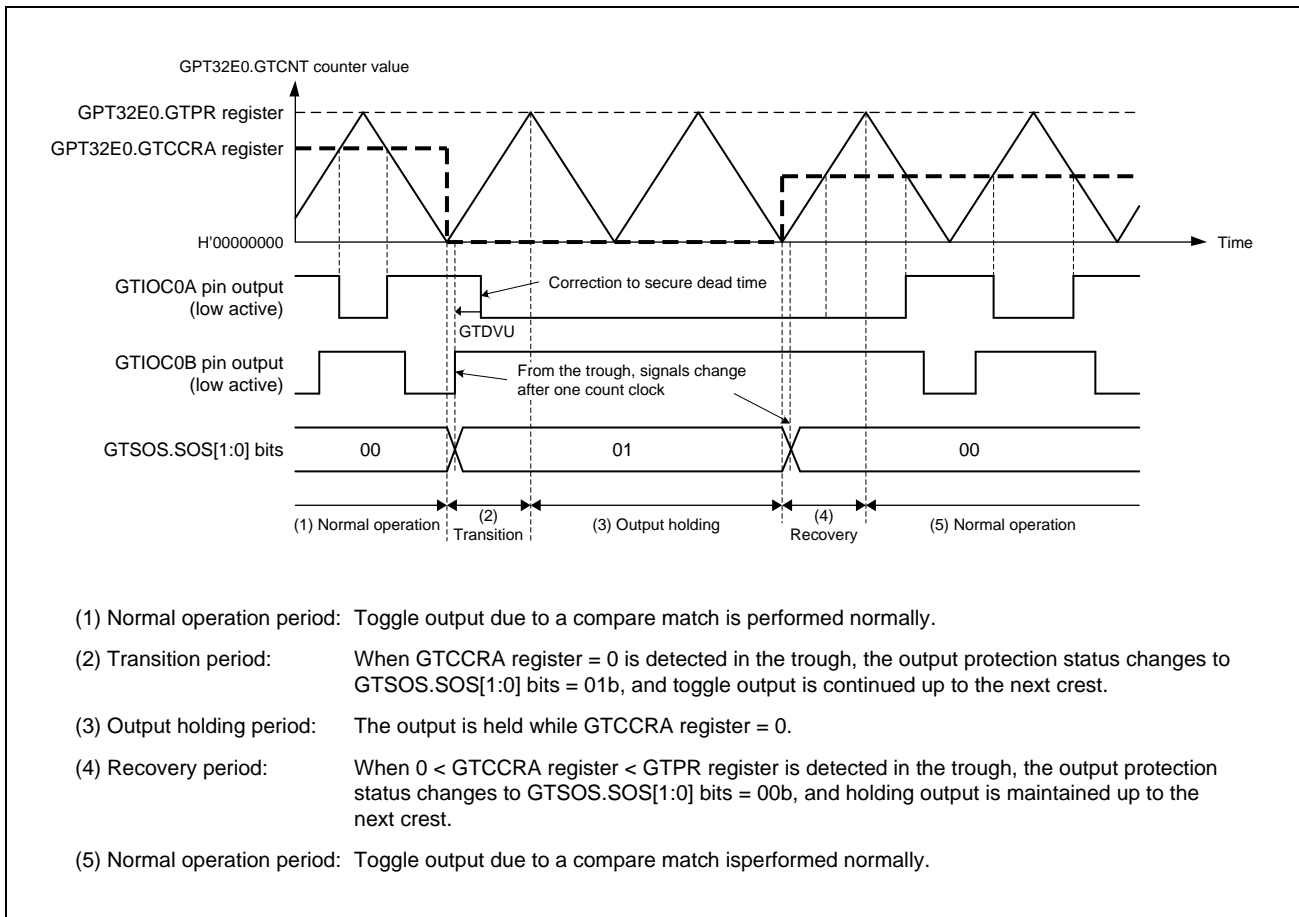 GPT32E0.GTCNT counter value
GPT32E0.GTPR register
GPT32E0.GTCCRA register
H'00000000
Time
GTIOC0A pin output
(low active)
Correction to secure dead time
GTDVU
GTIOC0B pin output
(low active)
From the trough, signals change
after one count clock
GTSOS.SOS[1:0] bits
00
01
00
(1) Normal operation
(2)
Transition
(3) Output holding
(4)
Recovery
(5) Normal operation
(1) Normal operation period: Toggle output due to a compare match is performed normally.
(2) Transition period: When GTCCRA register = 0 is detected in the trough, the output protection status changes to
GTSOS.SOS[1:0] bits = 01b, and toggle output is continued up to the next crest.
(3) Output holding period: The output is held while GTCCRA register = 0.
(4) Recovery period: When 0 < GTCCRA register < GTPR register is detected in the trough, the output protection
status changes to GTSOS.SOS[1:0] bits = 00b, and holding output is maintained up to the
next crest.
(5) Normal operation period: Toggle output due to a compare match isperformed normally.